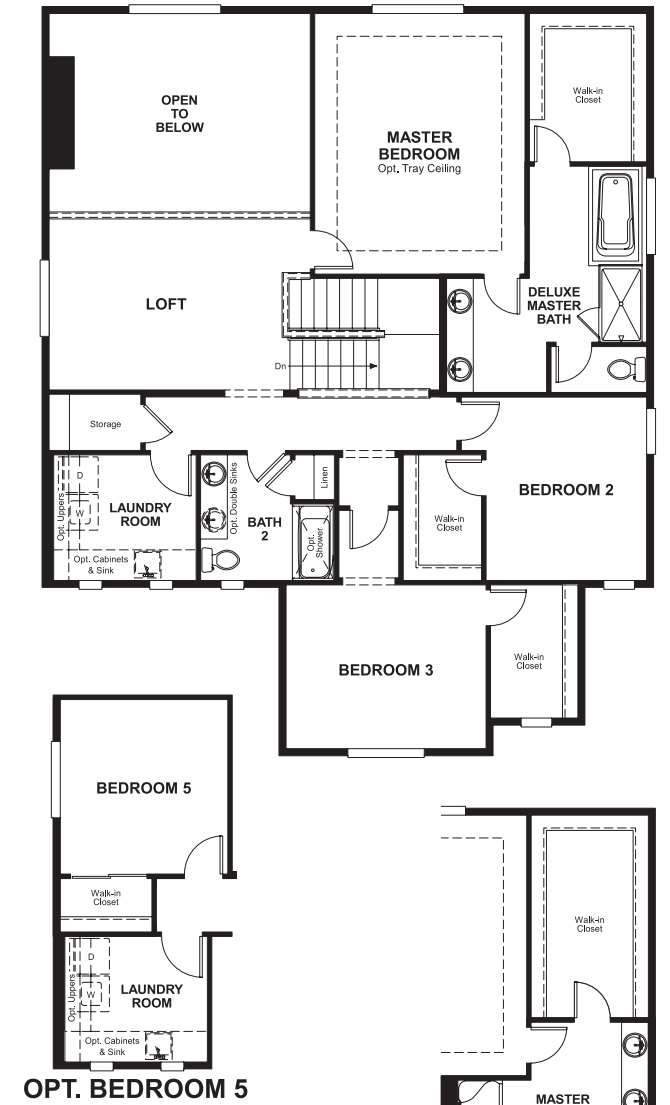 OPEN
TO
BELOW
MASTER
BEDROOM
Opt. Tray Ceiling
Walk-in
Closet
LOFT
DELUXE
MASTER
BATH
Dn
Storage
D
W
Opt. Uppers
LAUNDRY
ROOM
Opt. Cabinets
& Sink
Opt. Double Sinks
BATH
2
Linen
Opt.
Shower
Walk-in
Closet
BEDROOM 2
BEDROOM 3
Walk-in
Closet
BEDROOM 5
Walk-in
Closet
D
W
Opt. Uppers
LAUNDRY
ROOM
Opt. Cabinets
& Sink
OPT. BEDROOM 5
Walk-in
Closet
MASTER